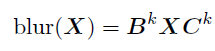 blur(X) = B^k X C^k